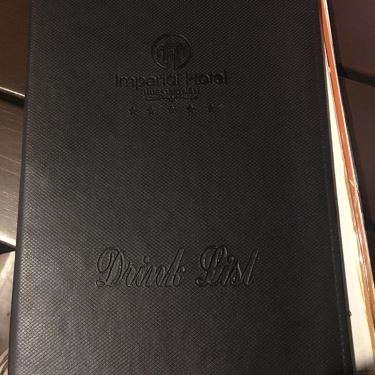 Imperial Hotel
Drink List